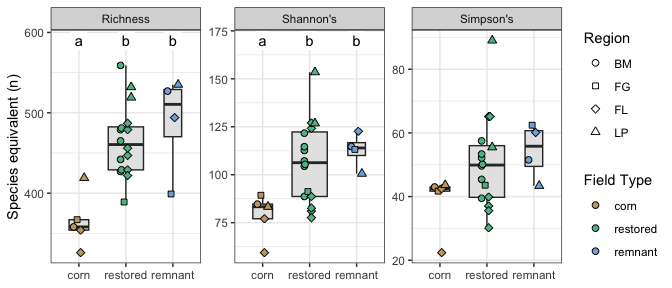 Richness
Shannon's
Simpson's
Species equivalent (n)
600
500
400
a b b
corn restored remnant
175
150
125
100
75
a b b
corn restored remnant
80
60
40
20
corn restored remnant
Region
BM
FG
FL
LP
Field Type
corn
restored
remnant